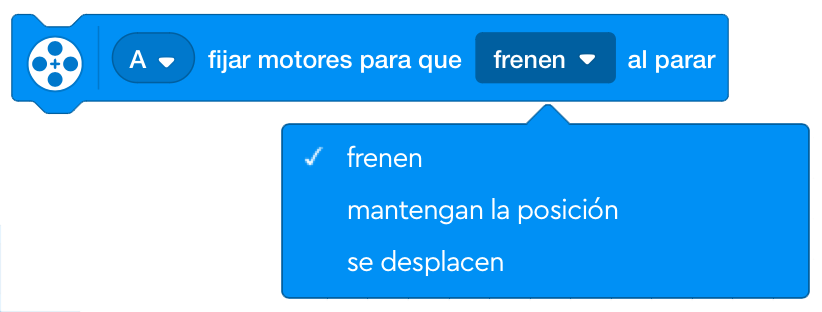 A fijar motores para que frenen al parar
frenen
mantengan la posición
se desplacen